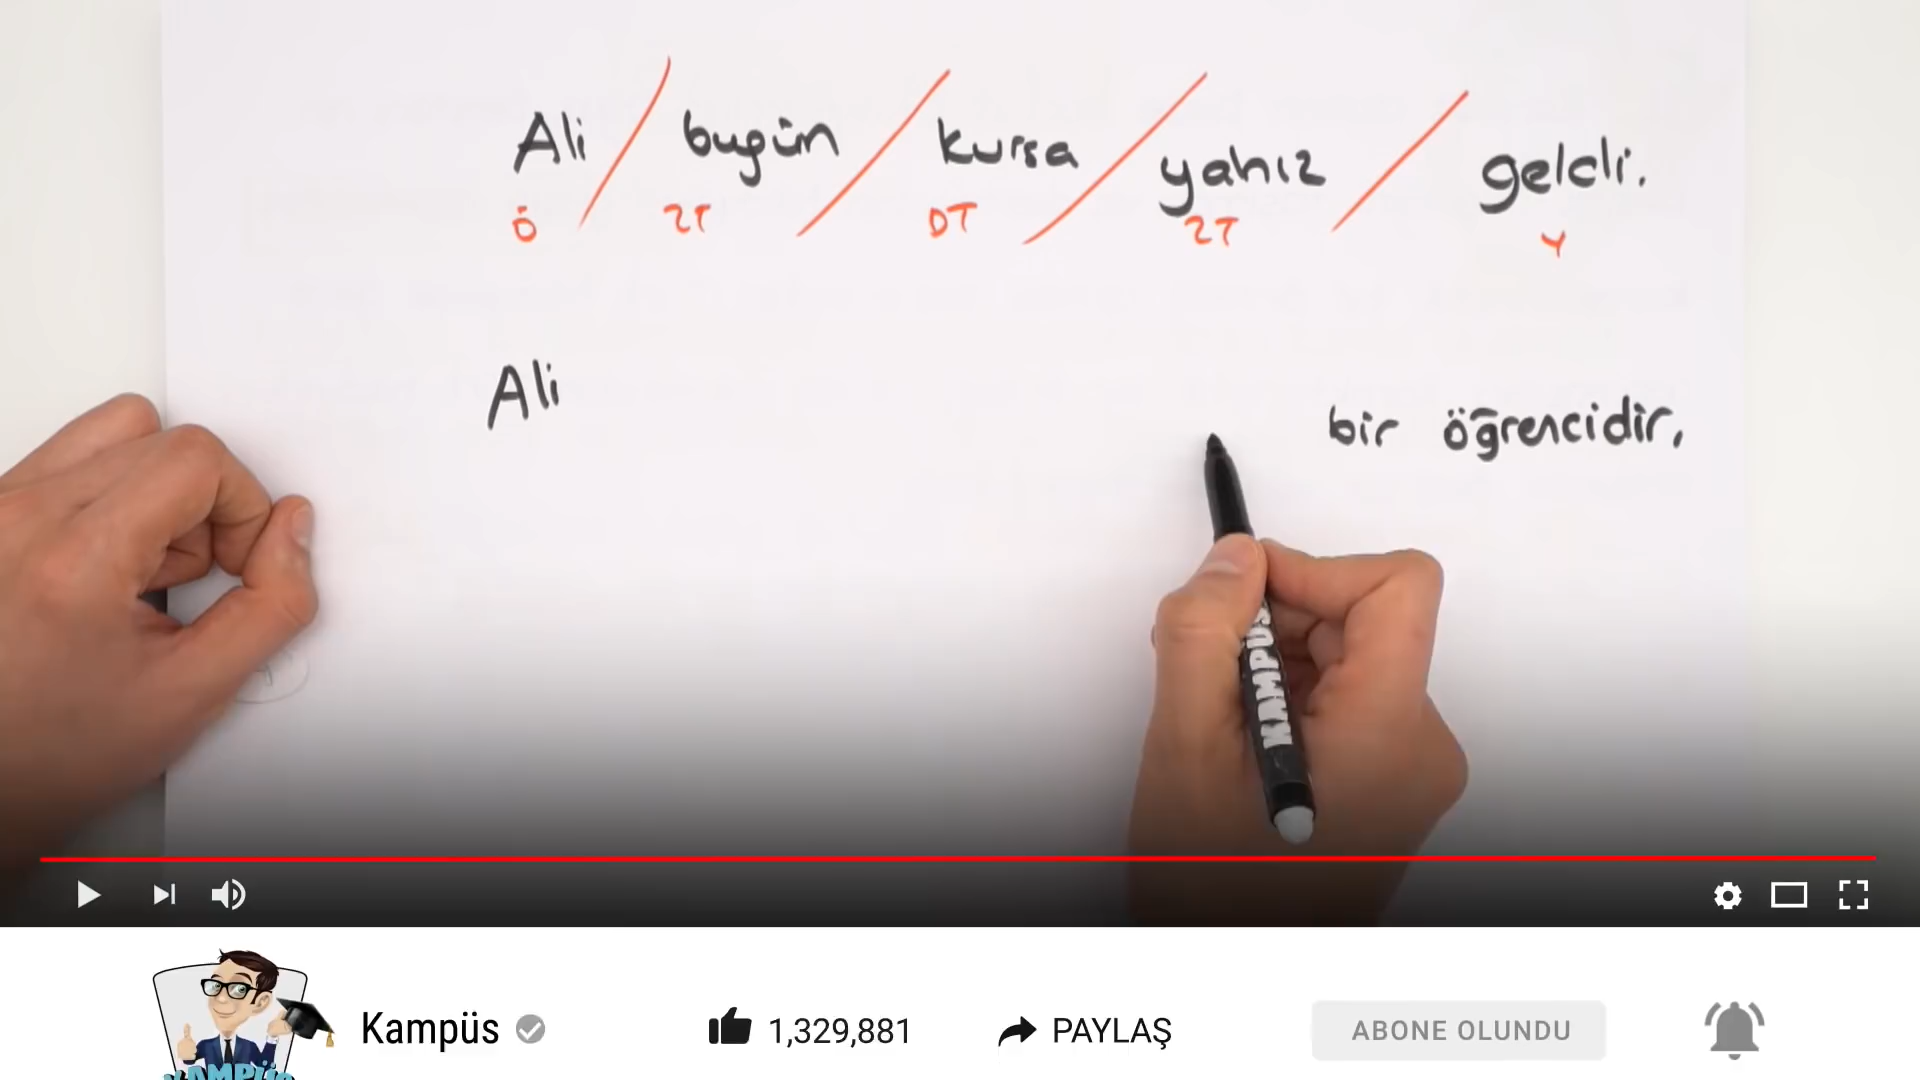 Ali / bugün / kursa / yalnız / geldi.
Ö ZT DT ZT Y
Ali bir öğrencidir.
KAMPÜS
Kampüs 1,329,881 PAYLAŞ ABONE OLUNDU
KAMPÜS